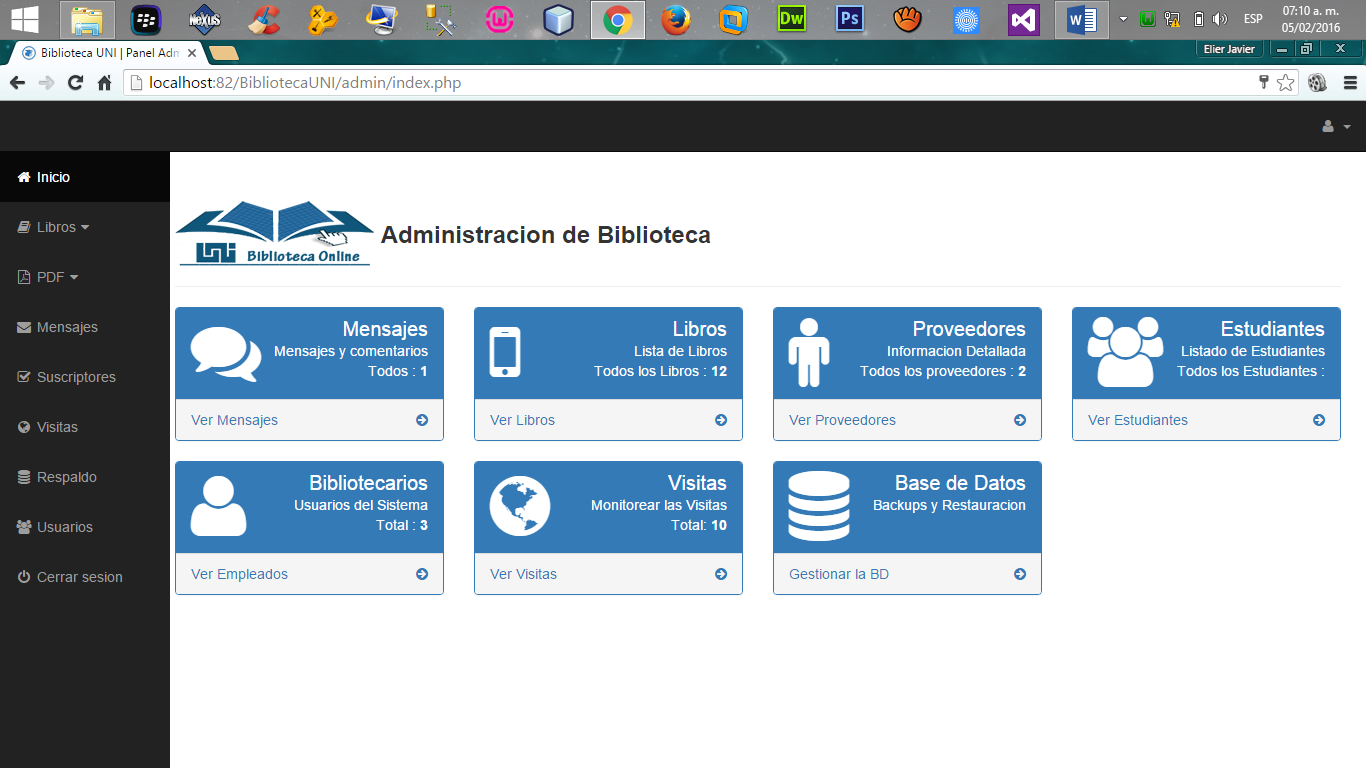 NeXuS
Dw
Ps
W
ESP
07:10 a. m.
05/02/2016
Biblioteca UNI | Panel Adm
Elier Javier
localhost:82/BibliotecaUNI/admin/index.php
Inicio
Libros
PDF
Mensajes
Suscriptores
Visitas
Respaldo
Usuarios
Cerrar sesion
UNI Biblioteca Online
Administracion de Biblioteca
Mensajes
Mensajes y comentarios
Todos : 1
Ver Mensajes
Libros
Lista de Libros
Todos los Libros : 12
Ver Libros
Proveedores
Informacion Detallada
Todos los proveedores : 2
Ver Proveedores
Estudiantes
Listado de Estudiantes
Todos los Estudiantes :
Ver Estudiantes
Bibliotecarios
Usuarios del Sistema
Total : 3
Ver Empleados
Visitas
Monitorear las Visitas
Total: 10
Ver Visitas
Base de Datos
Backups y Restauracion
Gestionar la BD